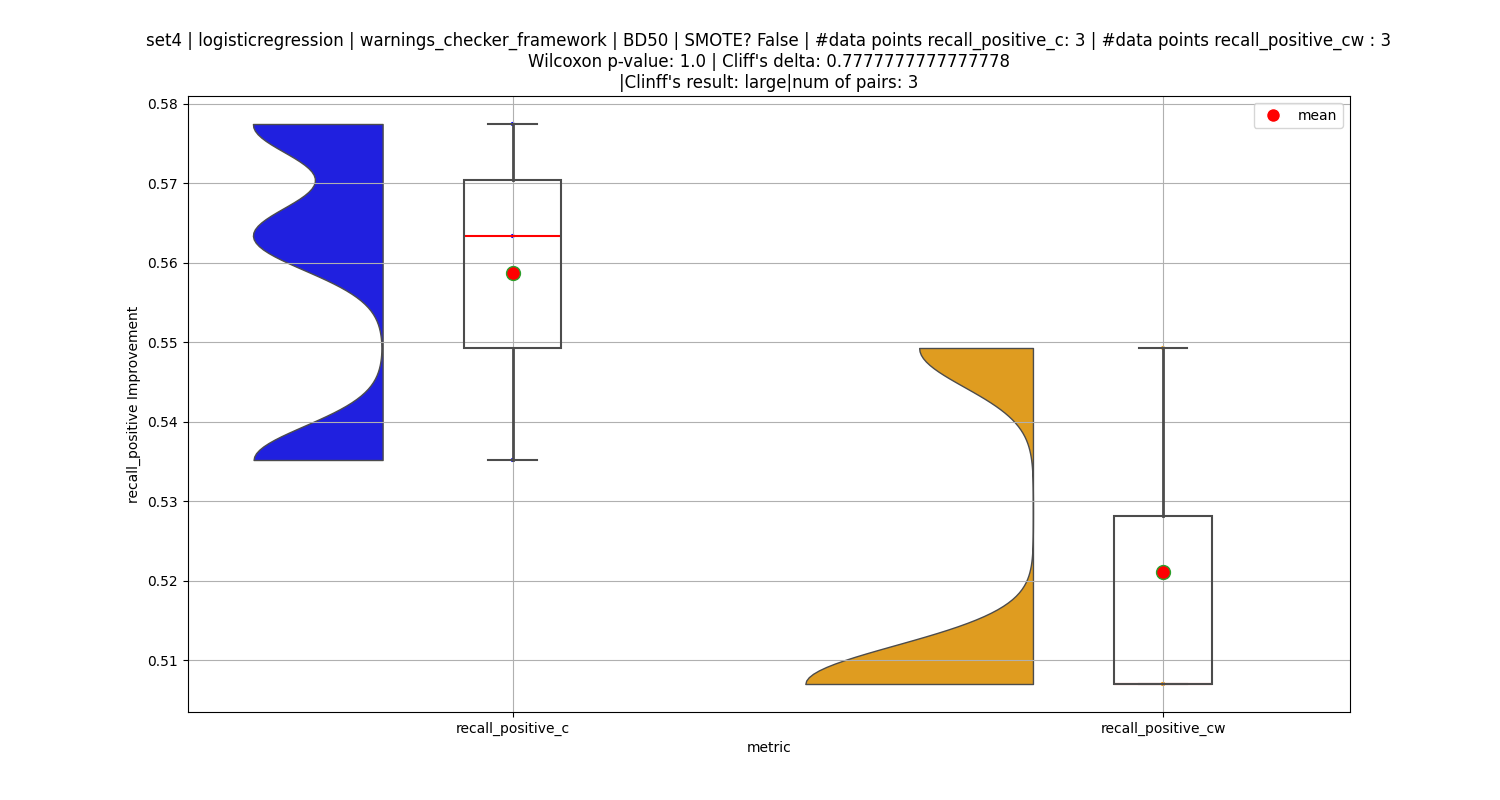 set4 | logisticregression | warnings_checker_framework | BD50 | SMOTE? False | #data points recall_positive_c: 3 | #data points recall_positive_cw : 3
Wilcoxon p-value: 1.0 | Cliff's delta: 0.7777777777777778
|Clinff's result: large|num of pairs: 3
mean
0.58
0.57
0.56
0.55
0.54
0.53
0.52
0.51
recall_positive Improvement
recall_positive_c
recall_positive_cw
metric